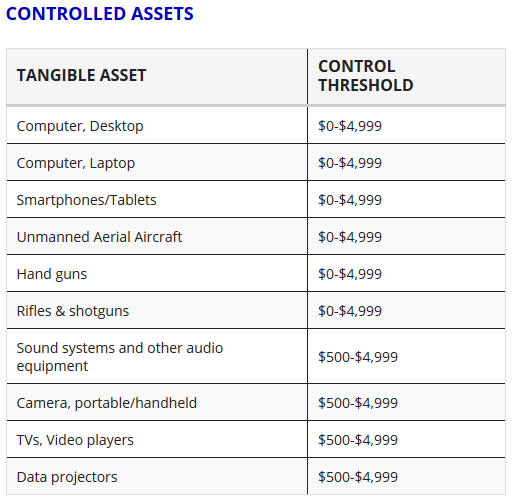 CONTROLLED ASSETS
TANGIBLE ASSET
CONTROL
THRESHOLD
Computer, Desktop $0-$4,999
Computer, Laptop $0-$4,999
Smartphones/Tablets $0-$4,999
Unmanned Aerial Aircraft $0-$4,999
Hand guns $0-$4,999
Rifles & shotguns $0-$4,999
Sound systems and other audio
equipment $500-$4,999
Camera, portable/handheld $500-$4,999
TVs, Video players $500-$4,999
Data projectors $500-$4,999